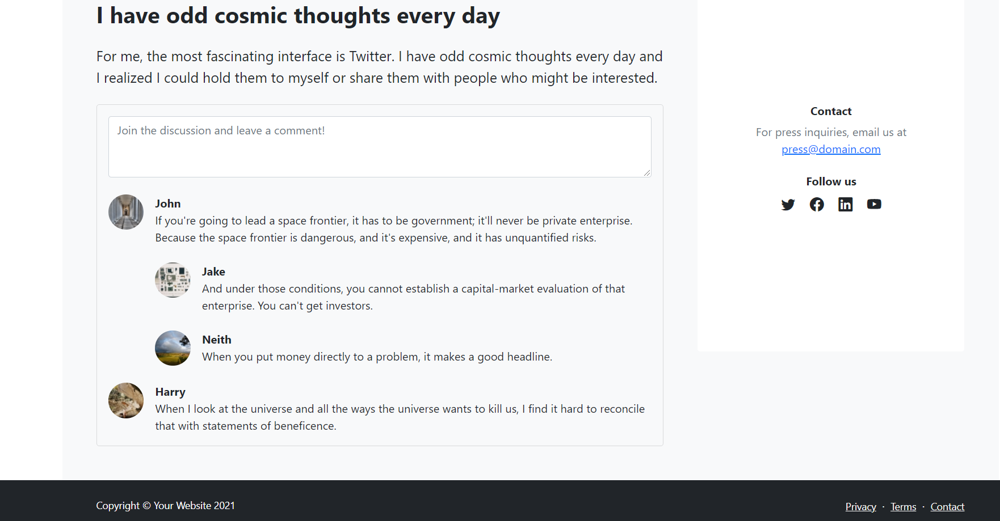 I have odd cosmic thoughts every day
For me, the most fascinating interface is Twitter. I have odd cosmic thoughts every day and
I realized I could hold them to myself or share them with people who might be interested.
Join the discussion and leave a comment!
John
If you're going to lead a space frontier, it has to be government; it'll never be private enterprise.
Because the space frontier is dangerous, and it's expensive, and it has unquantified risks.
Jake
And under those conditions, you cannot establish a capital-market evaluation of that
enterprise. You can't get investors.
Neith
When you put money directly to a problem, it makes a good headline.
Harry
When I look at the universe and all the ways the universe wants to kill us, I find it hard to reconcile
that with statements of beneficence.
Contact
For press inquiries, email us at
press@domain.com
Follow us
in
Copyright © Your Website 2021
Privacy · Terms · Contact